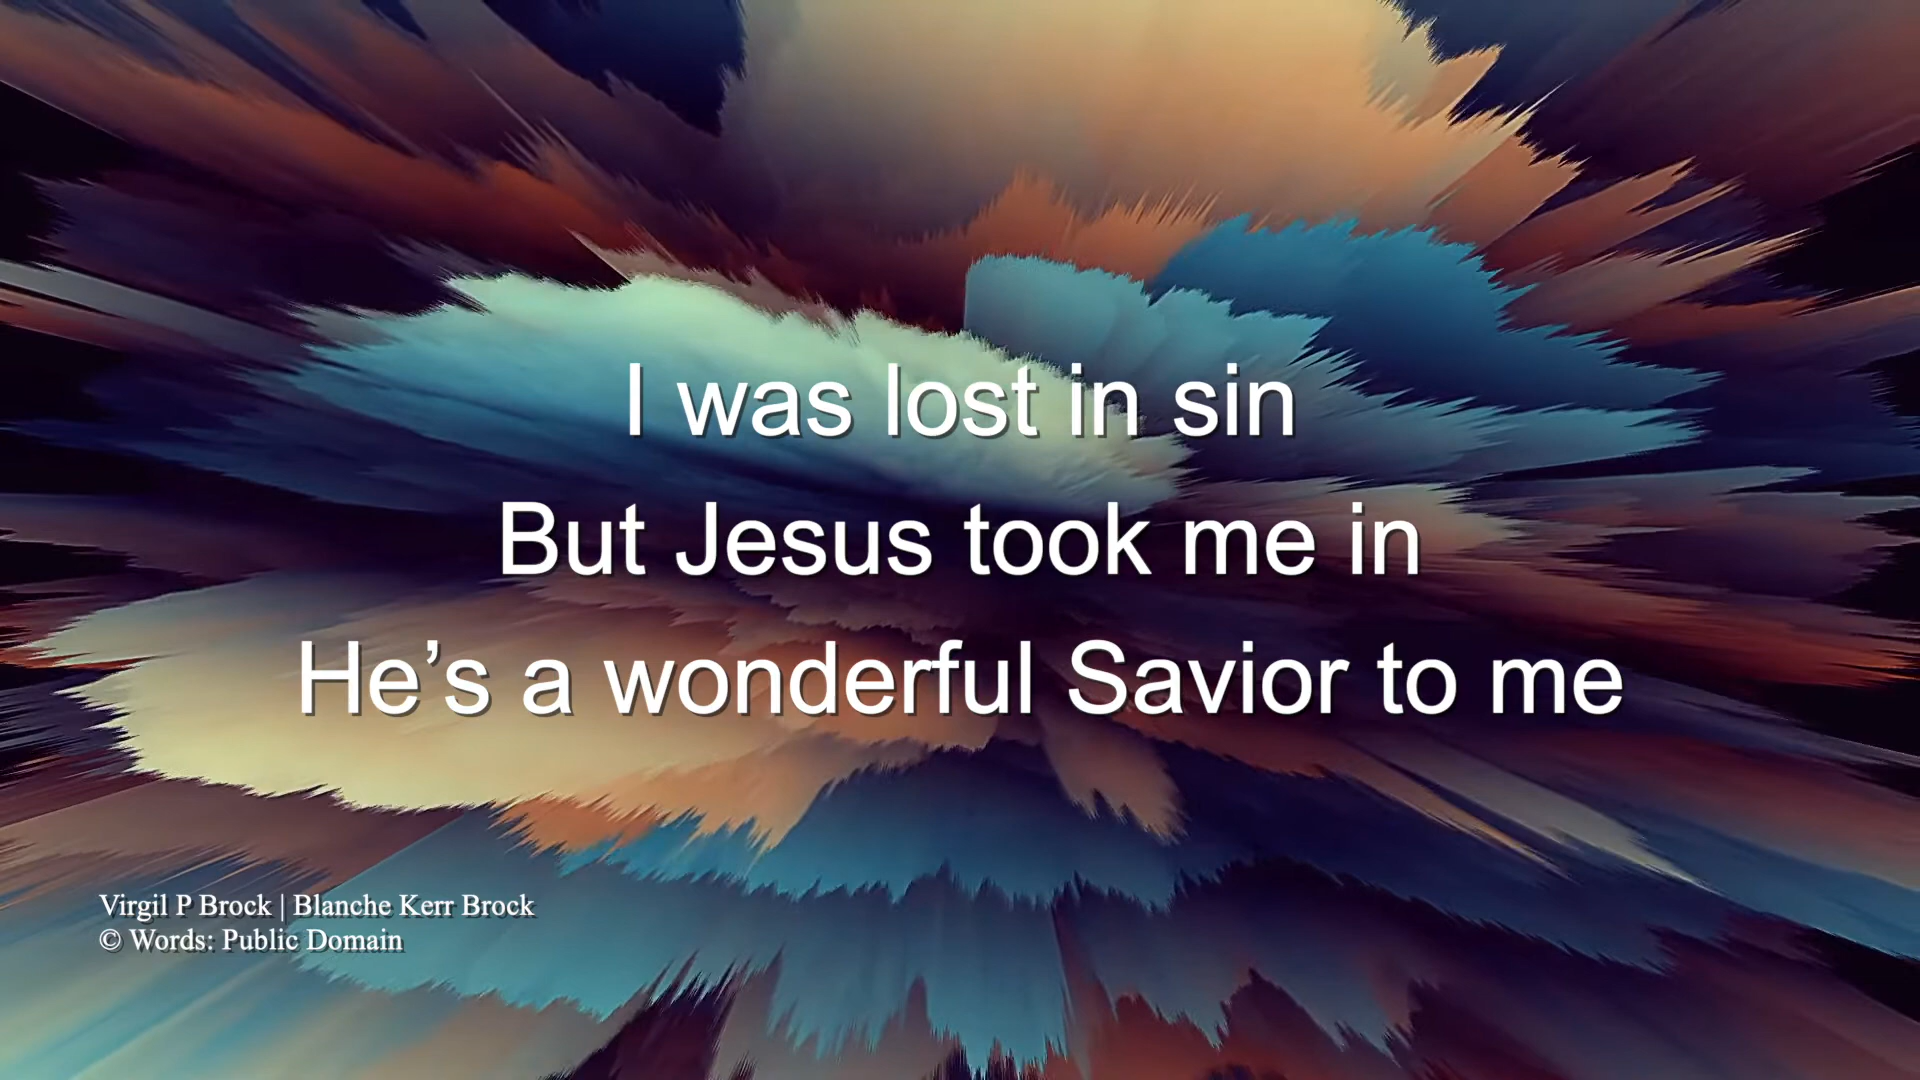 I was lost in sin
But Jesus took me in
He’s a wonderful Savior to me
Virgil P Brock | Blanche Kerr Brock
© Words: Public Domain